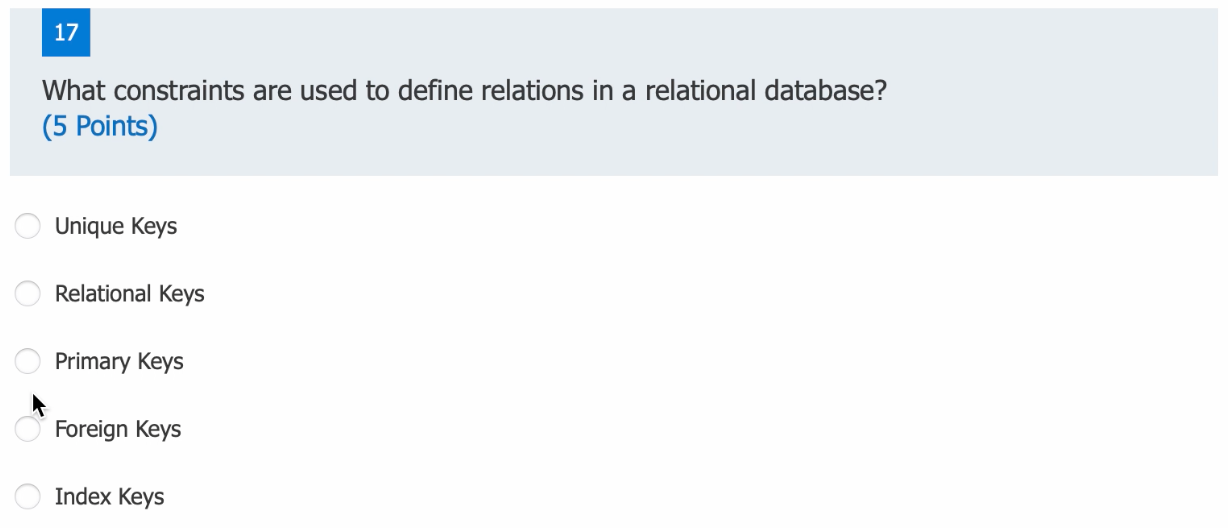 17
What constraints are used to define relations in a relational database?
(5 Points)
Unique Keys
Relational Keys
Primary Keys
Foreign Keys
Index Keys